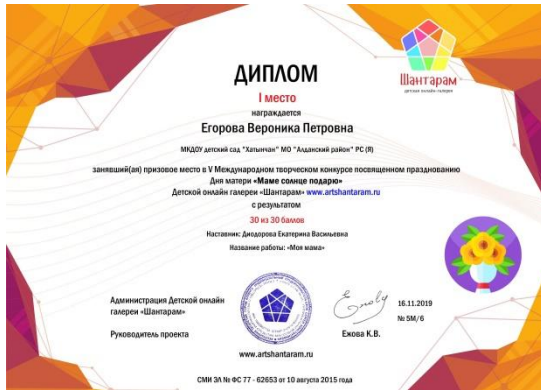 ДИПЛОМ
Шантарам
детская онлайн-галерея
I место
награждается
Егорова Вероника Петровна
МКДОУ детский сад "Хатынчан" МО "Алданский район" РС (Я)
занявший(ая) призовое место в V Международном творческом конкурсе посвященном празднованию
Дня матери «Маме солнце подарю»
Детской онлайн галереи «Шантарам» www.artshantaram.ru
с результатом
30 из 30 баллов
Наставник: Диодорова Екатерина Васильевна
Название работы: «Моя мама»
Администрация Детской онлайн
галереи «Шантарам»
16.11.2019
№ 5М/6
Руководитель проекта
Ежова К.В.
www.artshantaram.ru
СМИ ЭЛ № ФС 77 - 62653 от 10 августа 2015 года